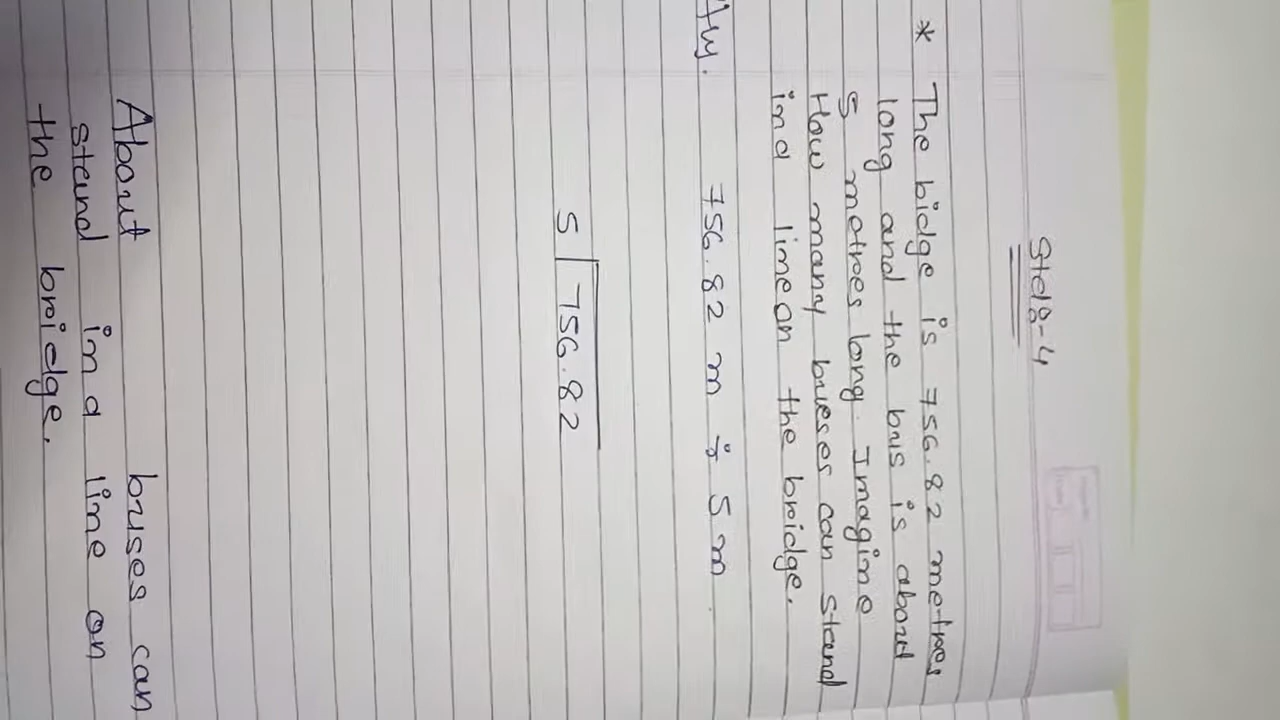 Std:-4
* The bidge is 756.82 metres
long and the bus is about
5 metres long. Imagine
How many buses can stand
in a line on the bridge.
756.82 m ÷ 5 m
5 756.82
About buses can
stand in a line on
the bridge.